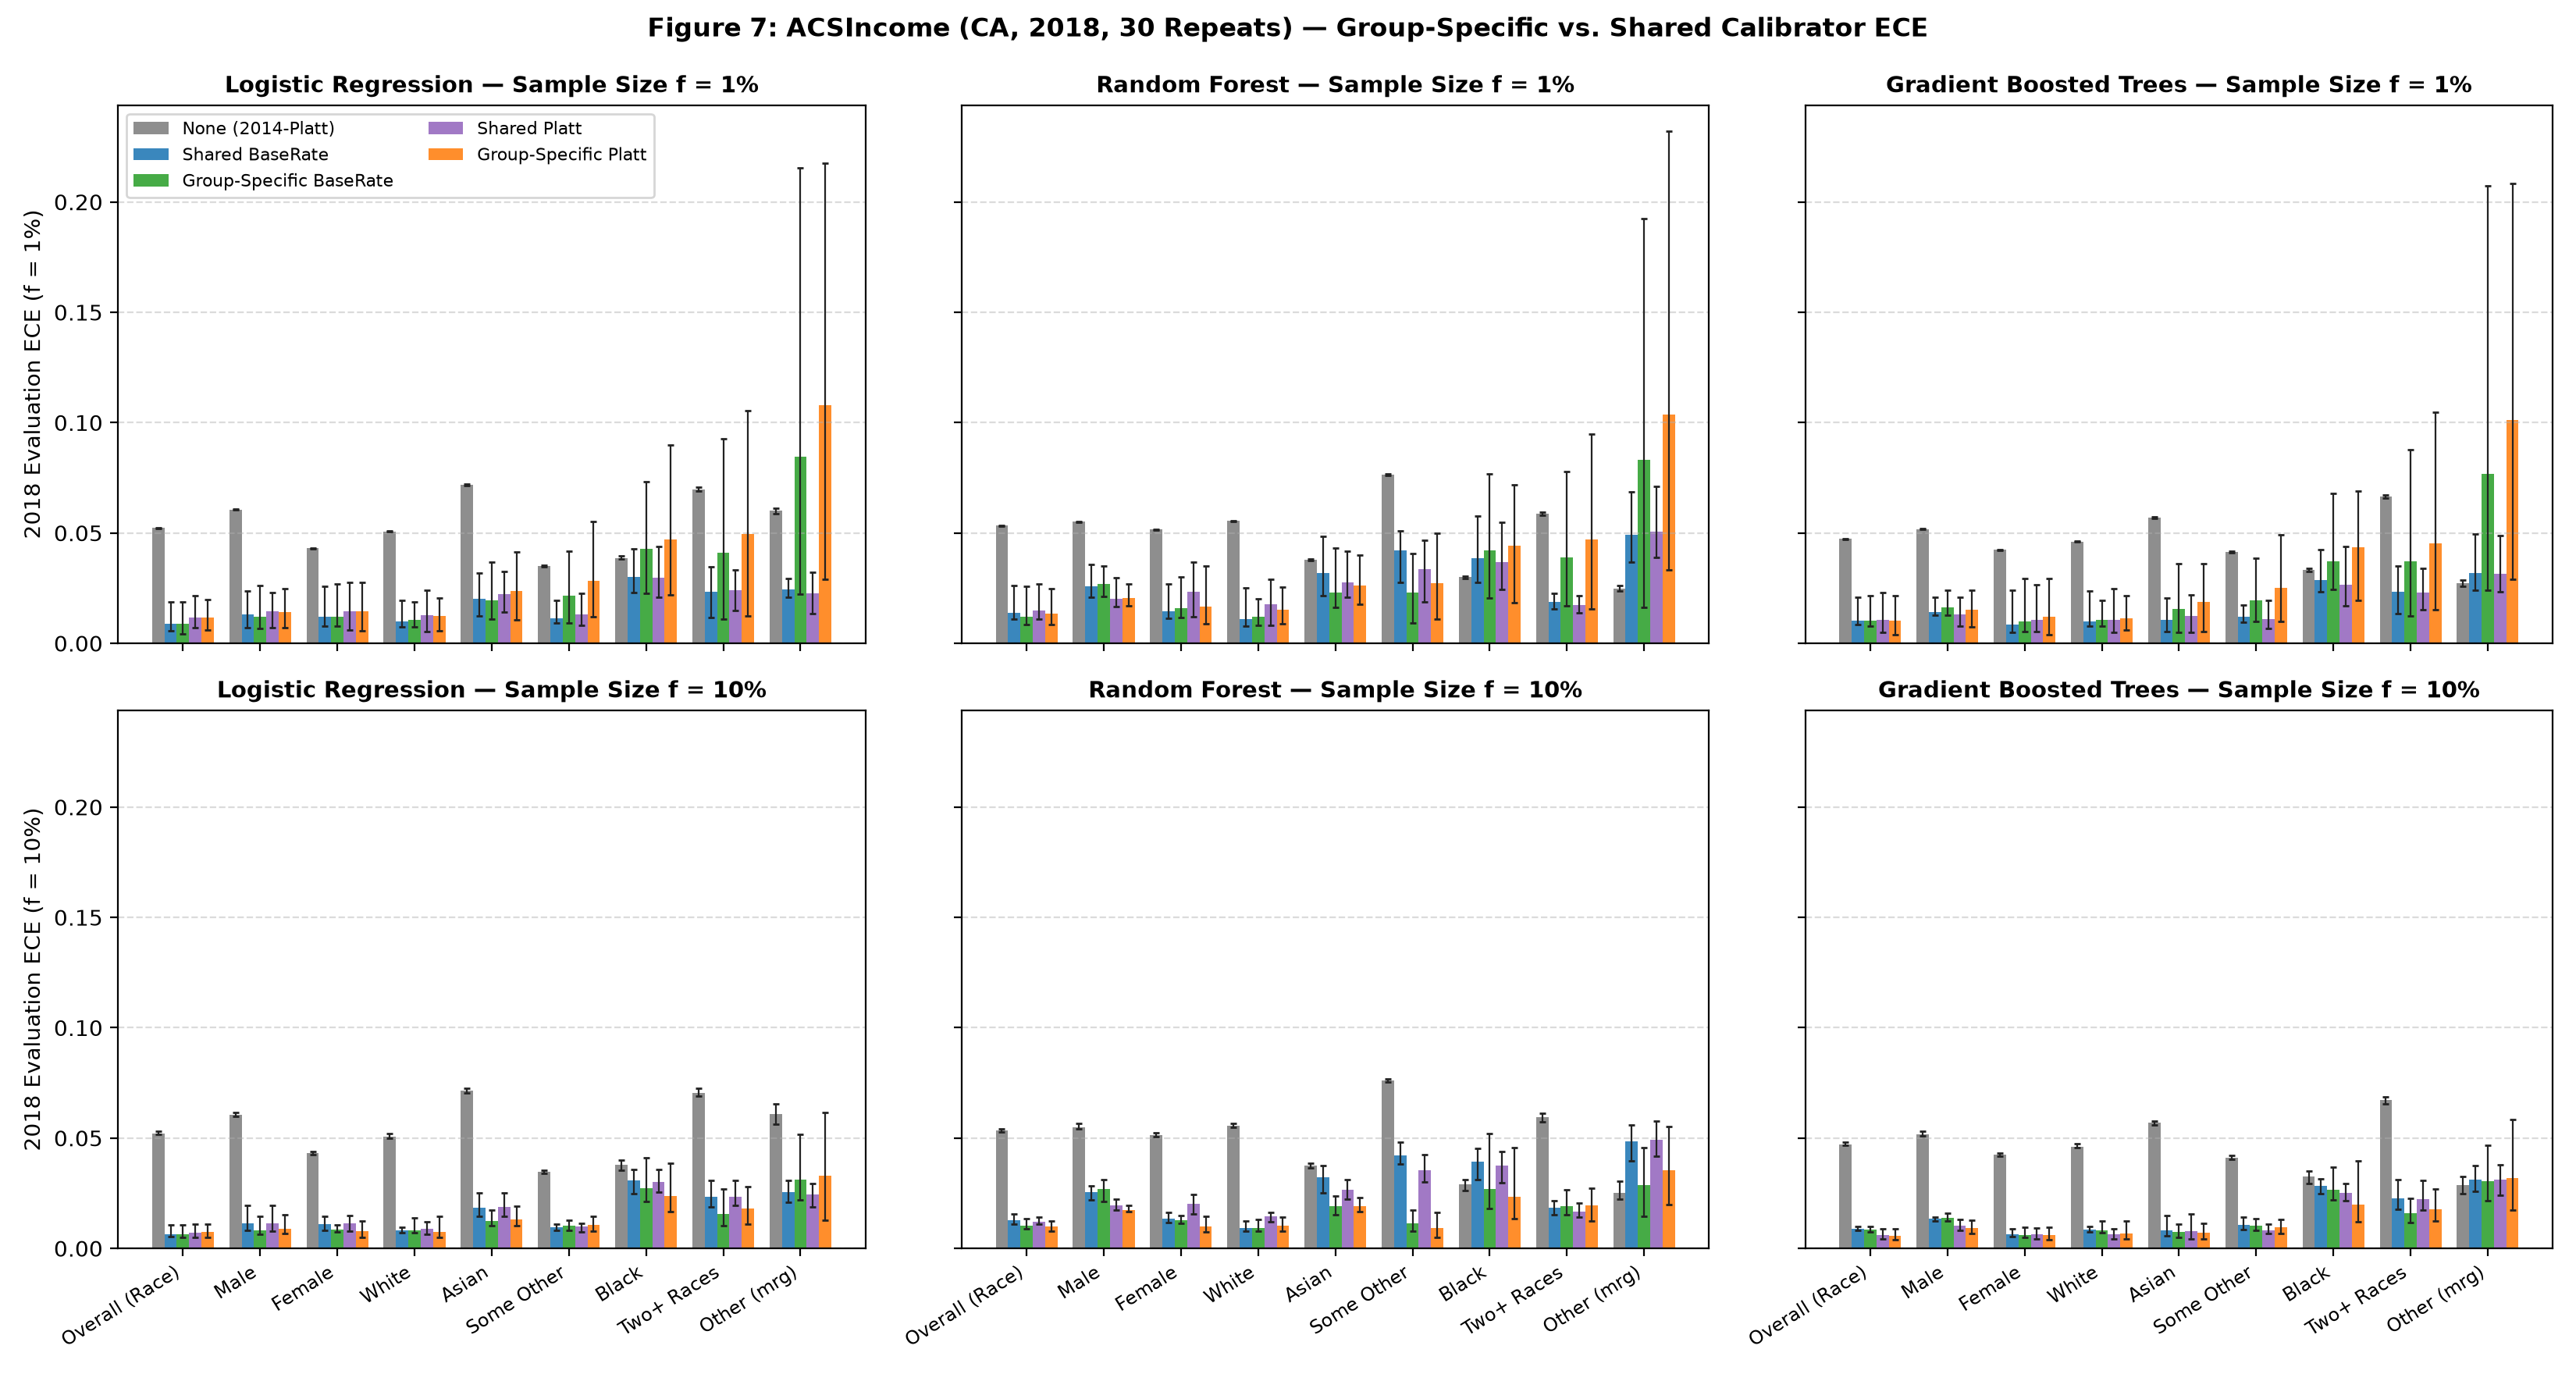 Figure 7: ACSIncome (CA, 2018, 30 Repeats) — Group-Specific vs. Shared Calibrator ECE
Logistic Regression — Sample Size f = 1%
Random Forest — Sample Size f = 1%
Gradient Boosted Trees — Sample Size f = 1%
None (2014-Platt)
Shared BaseRate
Group-Specific BaseRate
Shared Platt
Group-Specific Platt
2018 Evaluation ECE (f = 1%)
0.20
0.15
0.10
0.05
0.00
Logistic Regression — Sample Size f = 10%
Random Forest — Sample Size f = 10%
Gradient Boosted Trees — Sample Size f = 10%
2018 Evaluation ECE (f = 10%)
0.20
0.15
0.10
0.05
0.00
Overall (Race)
Male
Female
White
Asian
Some Other
Black
Two+ Races
Other (mrg)
Overall (Race)
Male
Female
White
Asian
Some Other
Black
Two+ Races
Other (mrg)
Overall (Race)
Male
Female
White
Asian
Some Other
Black
Two+ Races
Other (mrg)